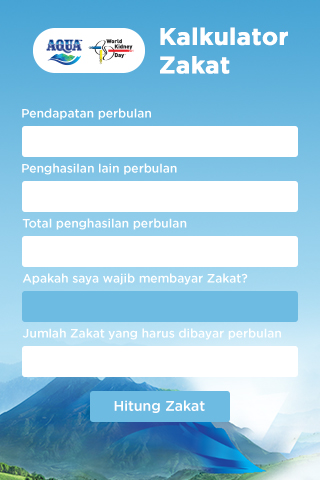 AQUA
World
Kidney
Day
Kalkulator
Zakat
Pendapatan perbulan
Penghasilan lain perbulan
Total penghasilan perbulan
Apakah saya wajib membayar Zakat?
Jumlah Zakat yang harus dibayar perbulan
Hitung Zakat